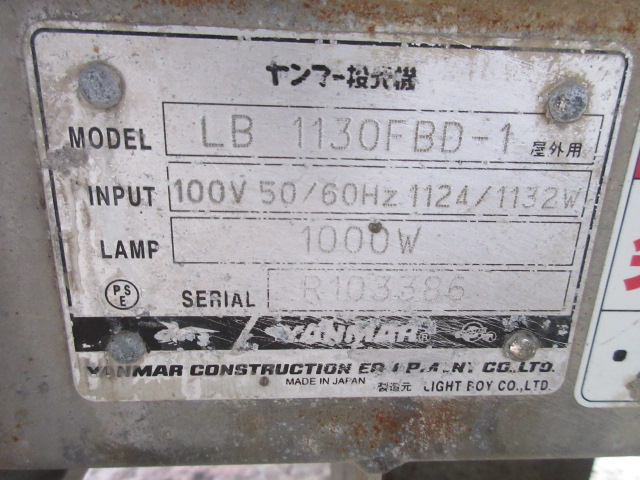 ヤンマー投光機
MODEL LB 1130FBD-1 屋外用
INPUT 100V 50/60Hz 1124/1132W
LAMP 1000W
PSE SERIAL R103386
YANMAR®
YANMAR CONSTRUCTION EQUIPMENT CO.,LTD.
MADE IN JAPAN 製造元 LIGHT BOY CO.,LTD.